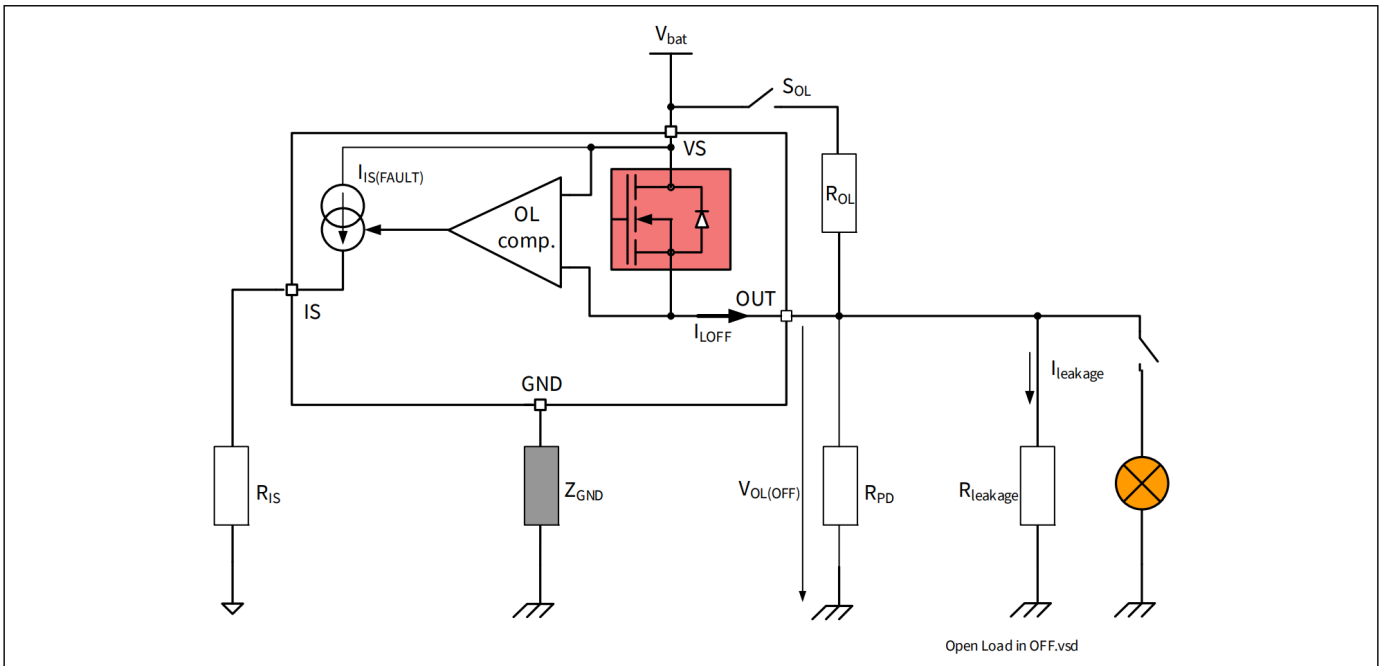 Vbat
SOL
VS
IIS(FAULT)
OL
comp.
ROL
IS
OUT
ILOFF
GND
Ileakage
RIS
ZGND
VOL(OFF)
RPD
Rleakage
Open Load in OFF.vsd